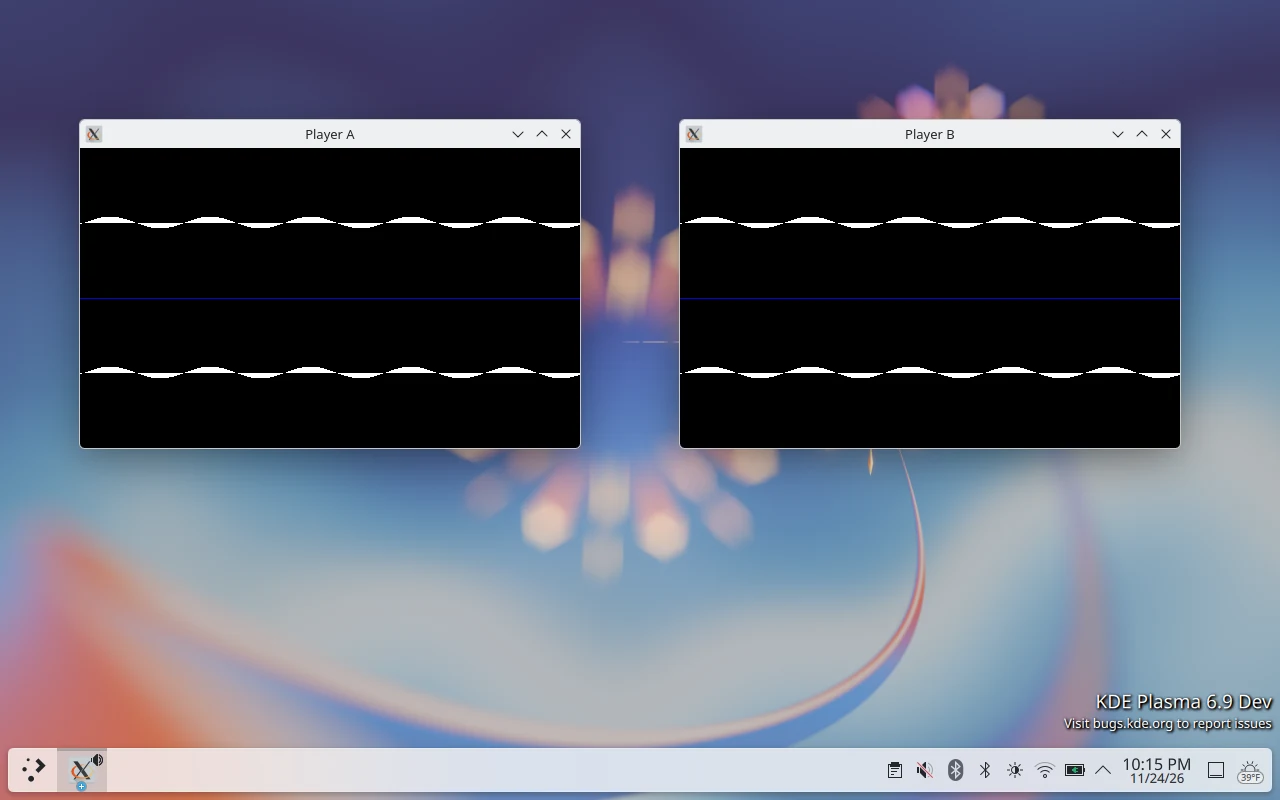 Player A
Player B
KDE Plasma 6.9 Dev
Visit bugs.kde.org to report issues
10:15 PM
11/24/26
39°F